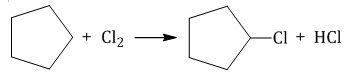 + Cl₂ ⟶ Cl + HCl